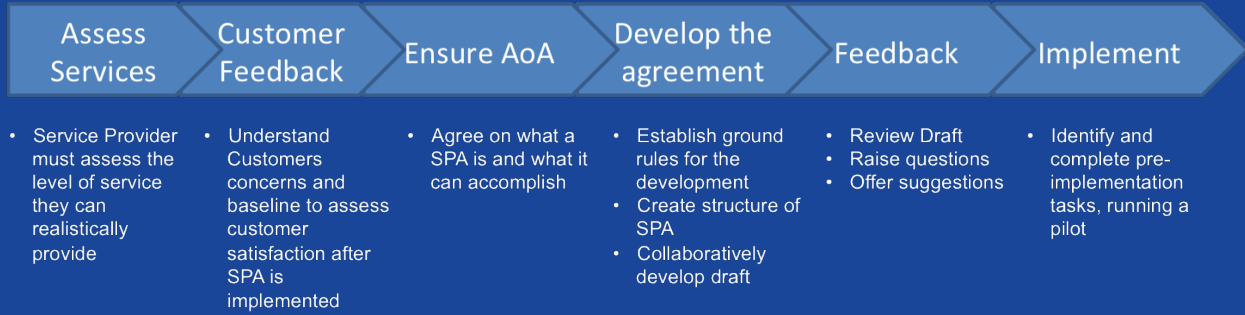 Assess
Services
Customer
Feedback
Ensure AoA
Develop the
agreement
Feedback
Implement
• Service Provider
must assess the
level of service
they can
realistically
provide
• Understand
Customers
concerns and
baseline to assess
customer
satisfaction after
SPA is
implemented
• Agree on what a
SPA is and what it
can accomplish
• Establish ground
rules for the
development
• Create structure of
SPA
• Collaboratively
develop draft
• Review Draft
• Raise questions
• Offer suggestions
• Identify and
complete pre-
implementation
tasks, running a
pilot